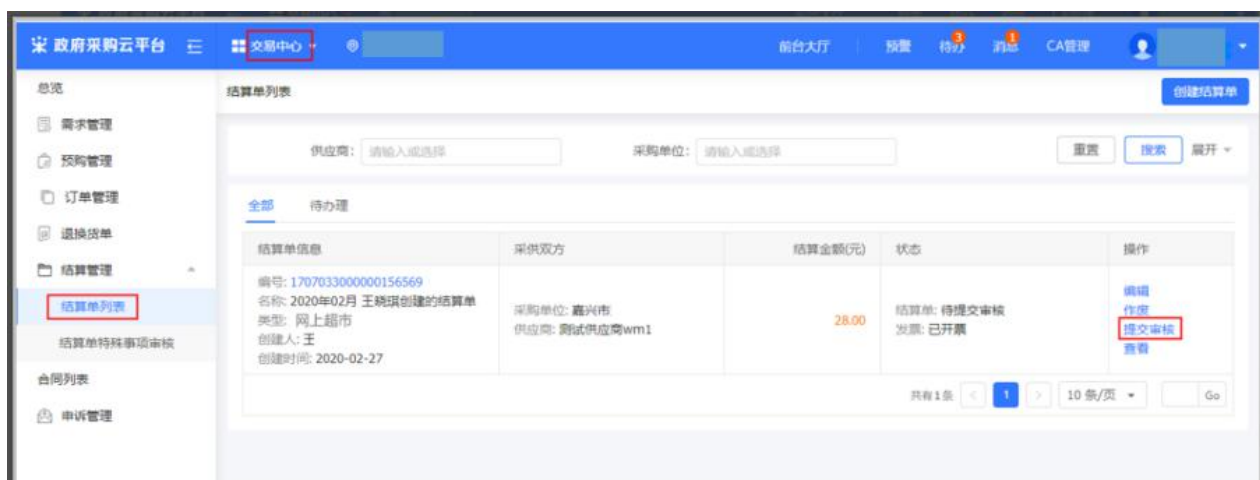 政府采购云平台
交易中心
前台大厅
预警
待办
3
消息
1
CA管理
总览
需求管理
预购管理
订单管理
退换货单
结算管理
结算单列表
结算单特殊事项审核
合同列表
申诉管理
结算单列表
创建结算单
供应商: 请输入或选择
采购单位: 请输入或选择
重置
搜索
展开
全部
待办理
结算单信息
采供双方
结算金额(元)
状态
操作
编号: 1707033000000156569
名称: 2020年02月 王晓琪创建的结算单
类型: 网上超市
创建人: 王
创建时间: 2020-02-27
采购单位: 嘉兴市
供应商: 测试供应商wm1
28.00
结算单: 待提交审核
发票: 已开票
编辑
作废
提交审核
查看
共有1条
1
10 条/页
Go